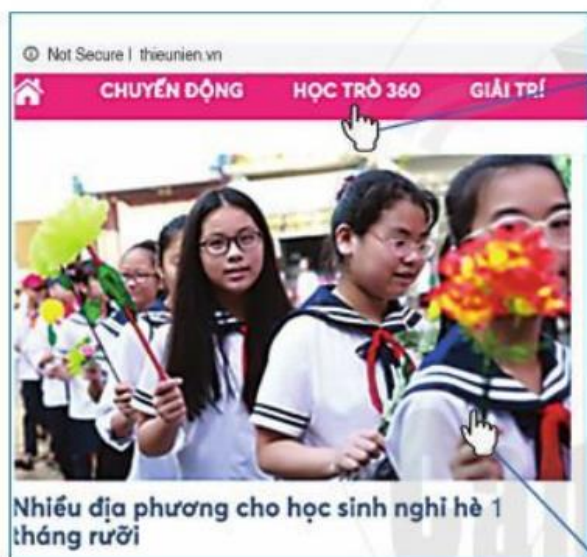 Not Secure | thieunien.vn
CHUYỂN ĐỘNG HỌC TRÒ 360 GIẢI TRÍ
Nhiều địa phương cho học sinh nghỉ hè 1
tháng rưỡi